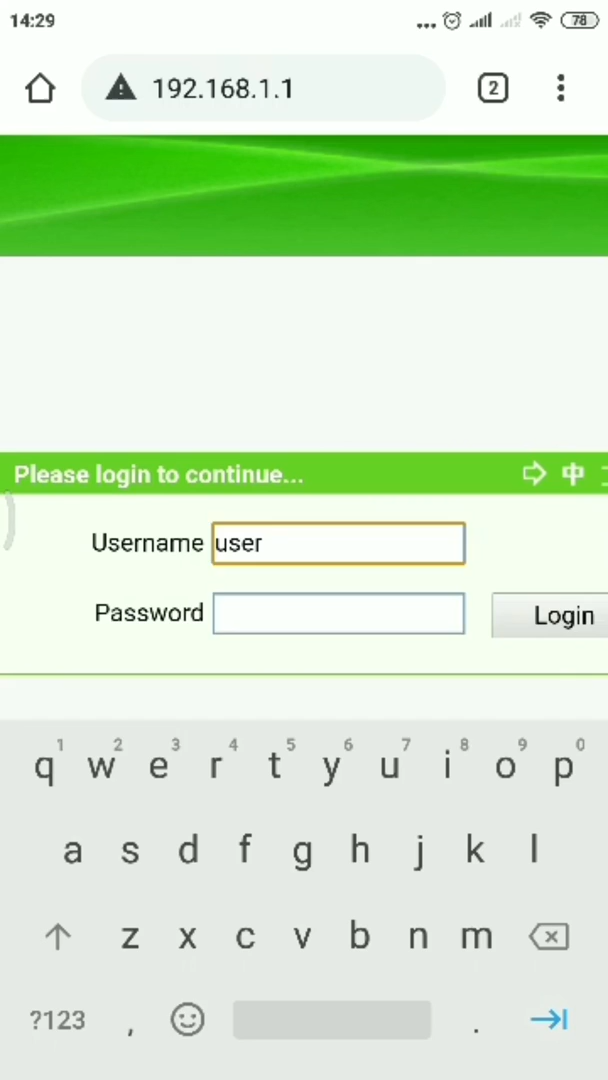 14:29
78
192.168.1.1
2
Please login to continue...
中
Username user
Password
Login
1 2 3 4 5 6 7 8 9 0
q w e r t y u i o p
a s d f g h j k l
z x c v b n m
?123 , .